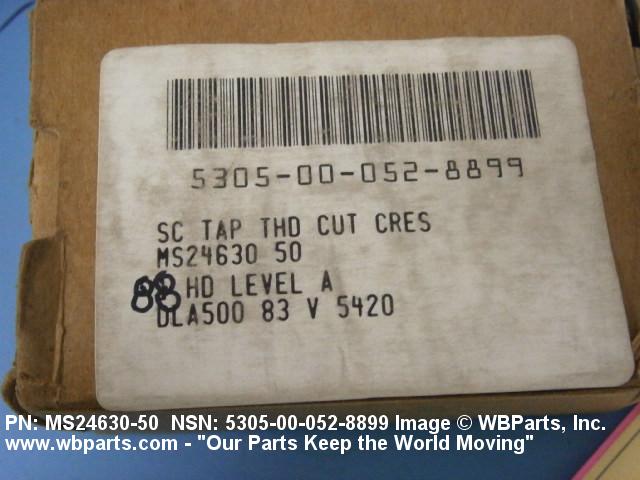 5305-00-052-8899
SC TAP THD CUT CRES
MS24630 50
88 HD LEVEL A
DLA500 83 V 5420
PN: MS24630-50 NSN: 5305-00-052-8899 Image © WBParts, Inc.
www.wbparts.com - "Our Parts Keep the World Moving"